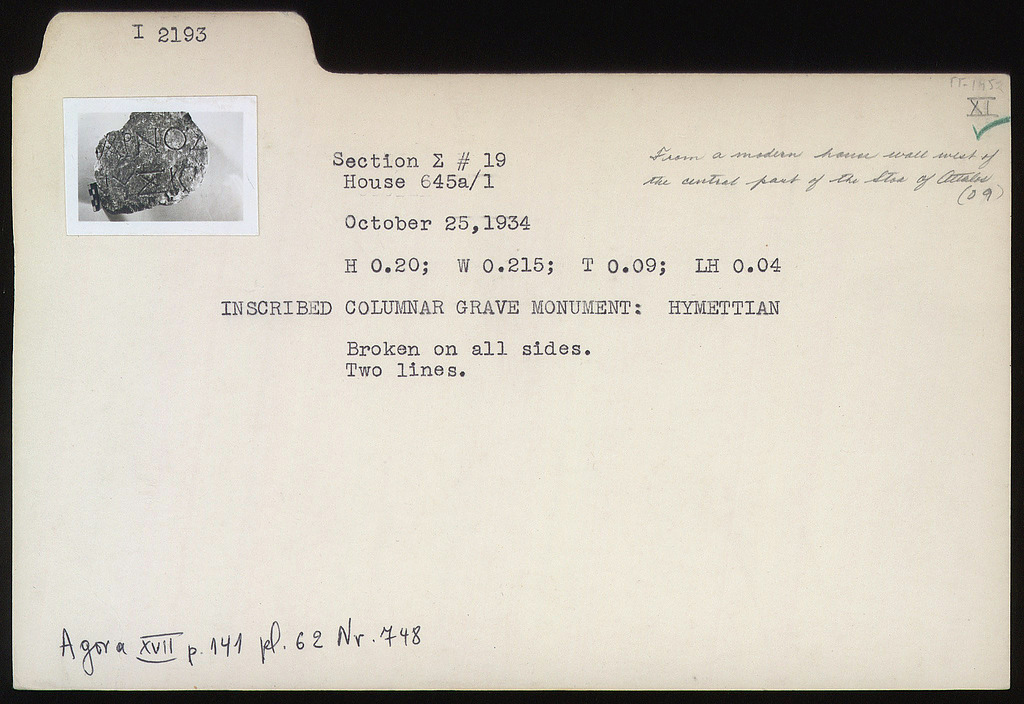 I 2193
XI
ΝΟΣ
Section Σ # 19
House 645a/1
From a modern house wall west of
the central part of the Stoa of Attalos
(O 9)
October 25,1934
H 0.20; W 0.215; T 0.09; LH 0.04
INSCRIBED COLUMNAR GRAVE MONUMENT: HYMETTIAN
Broken on all sides.
Two lines.
Agora XVII p. 141 pl. 62 Nr. 748